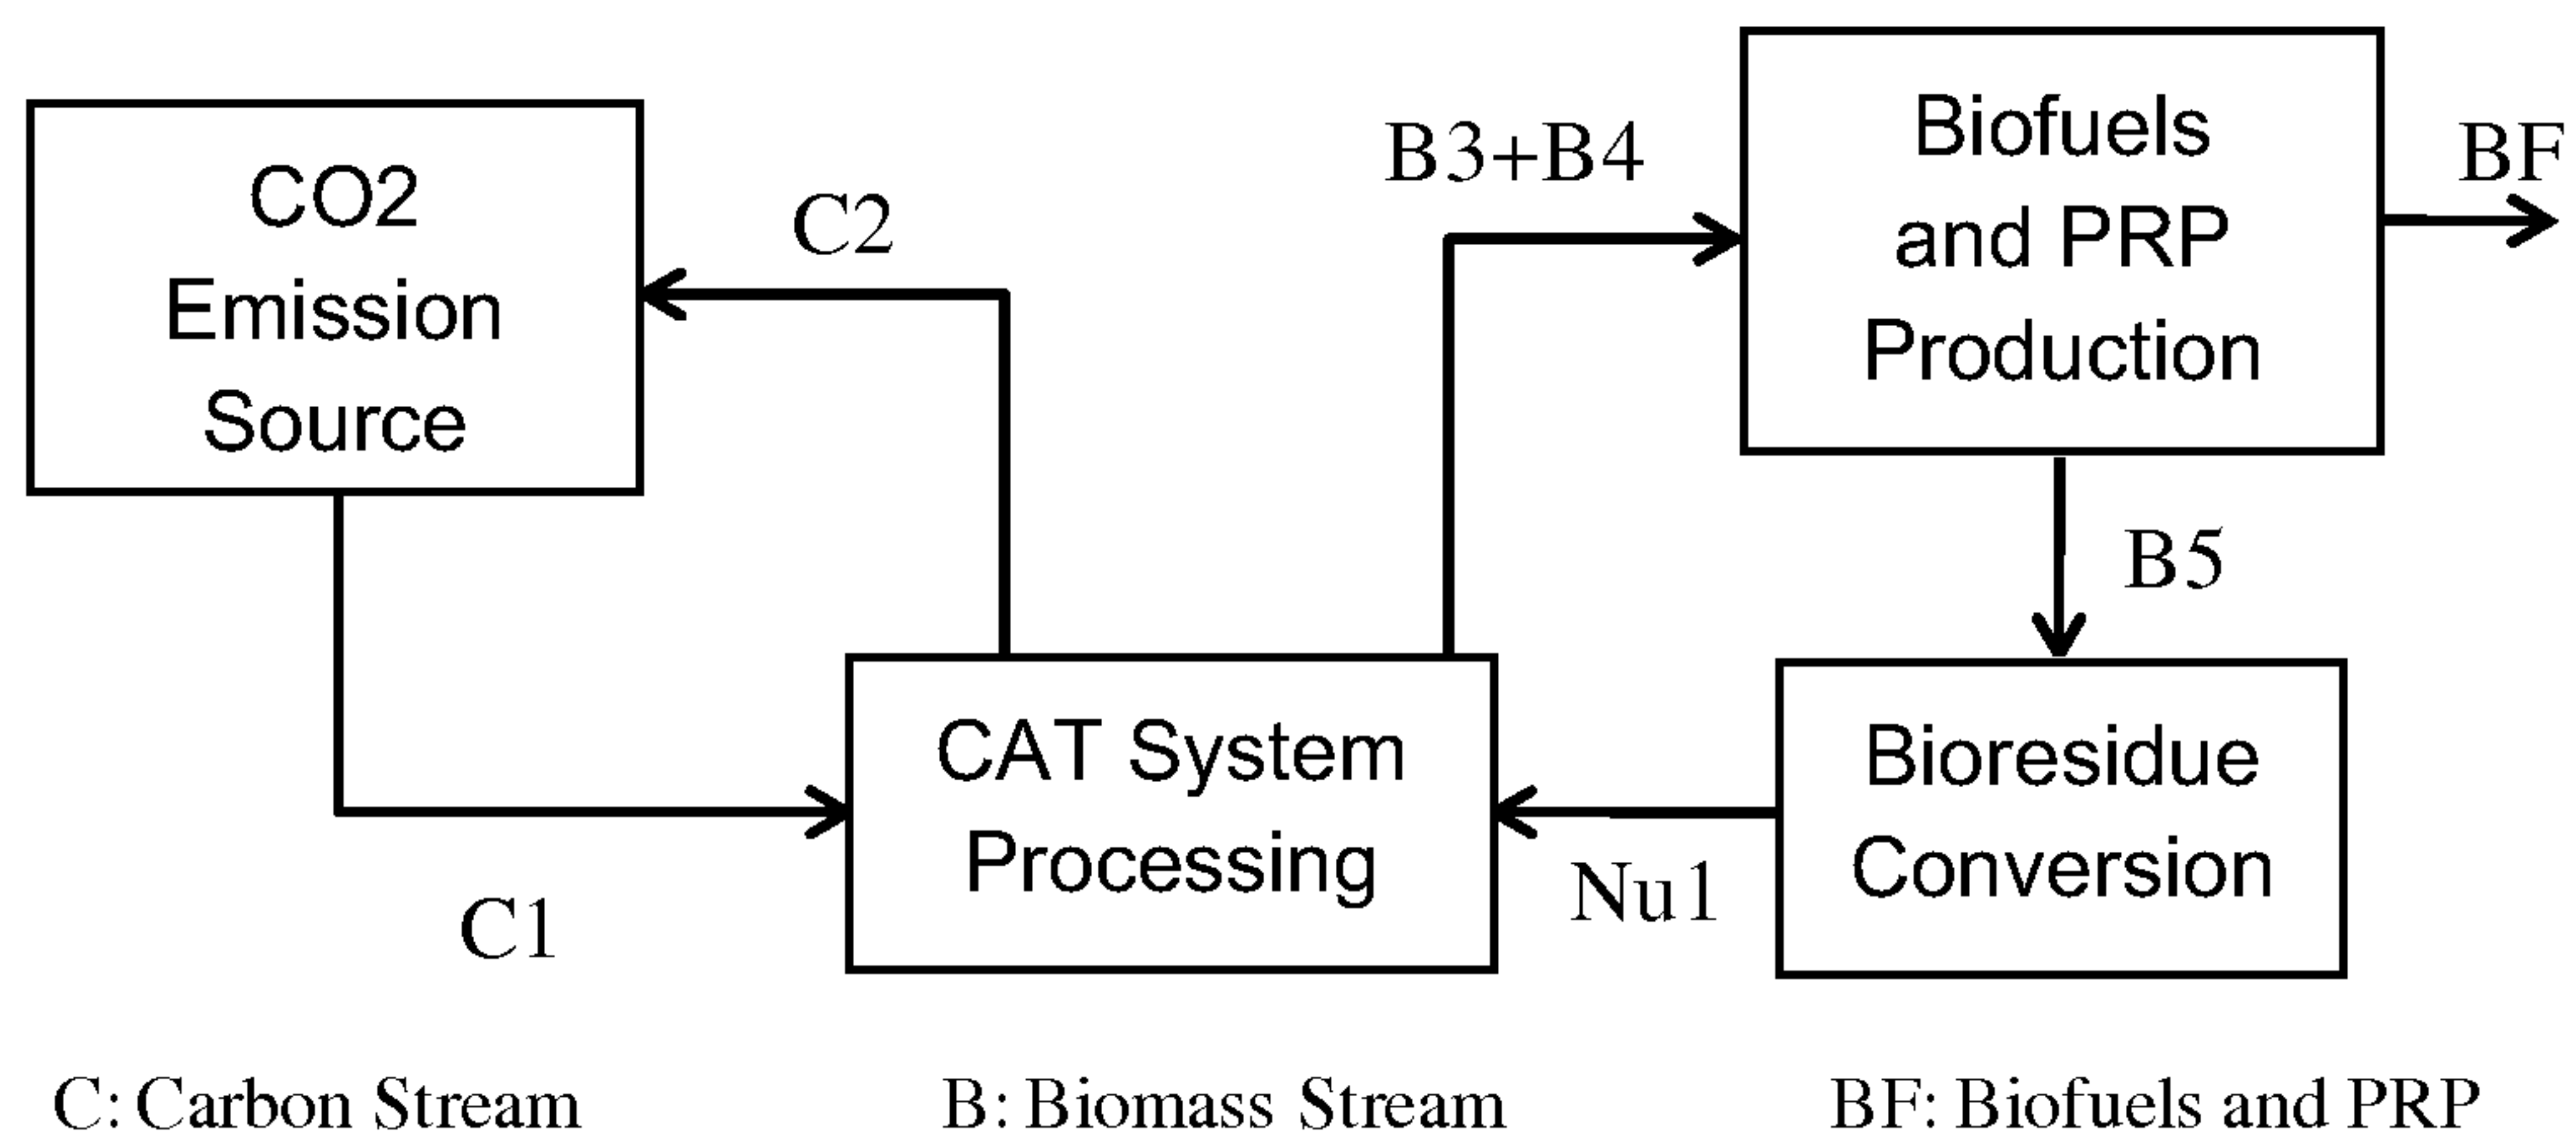 CO2
Emission
Source
C2
B3+B4
Biofuels
and PRP
Production
BF
B5
CAT System
Processing
Bioresidue
Conversion
C1
Nu1
C: Carbon Stream
B: Biomass Stream
BF: Biofuels and PRP